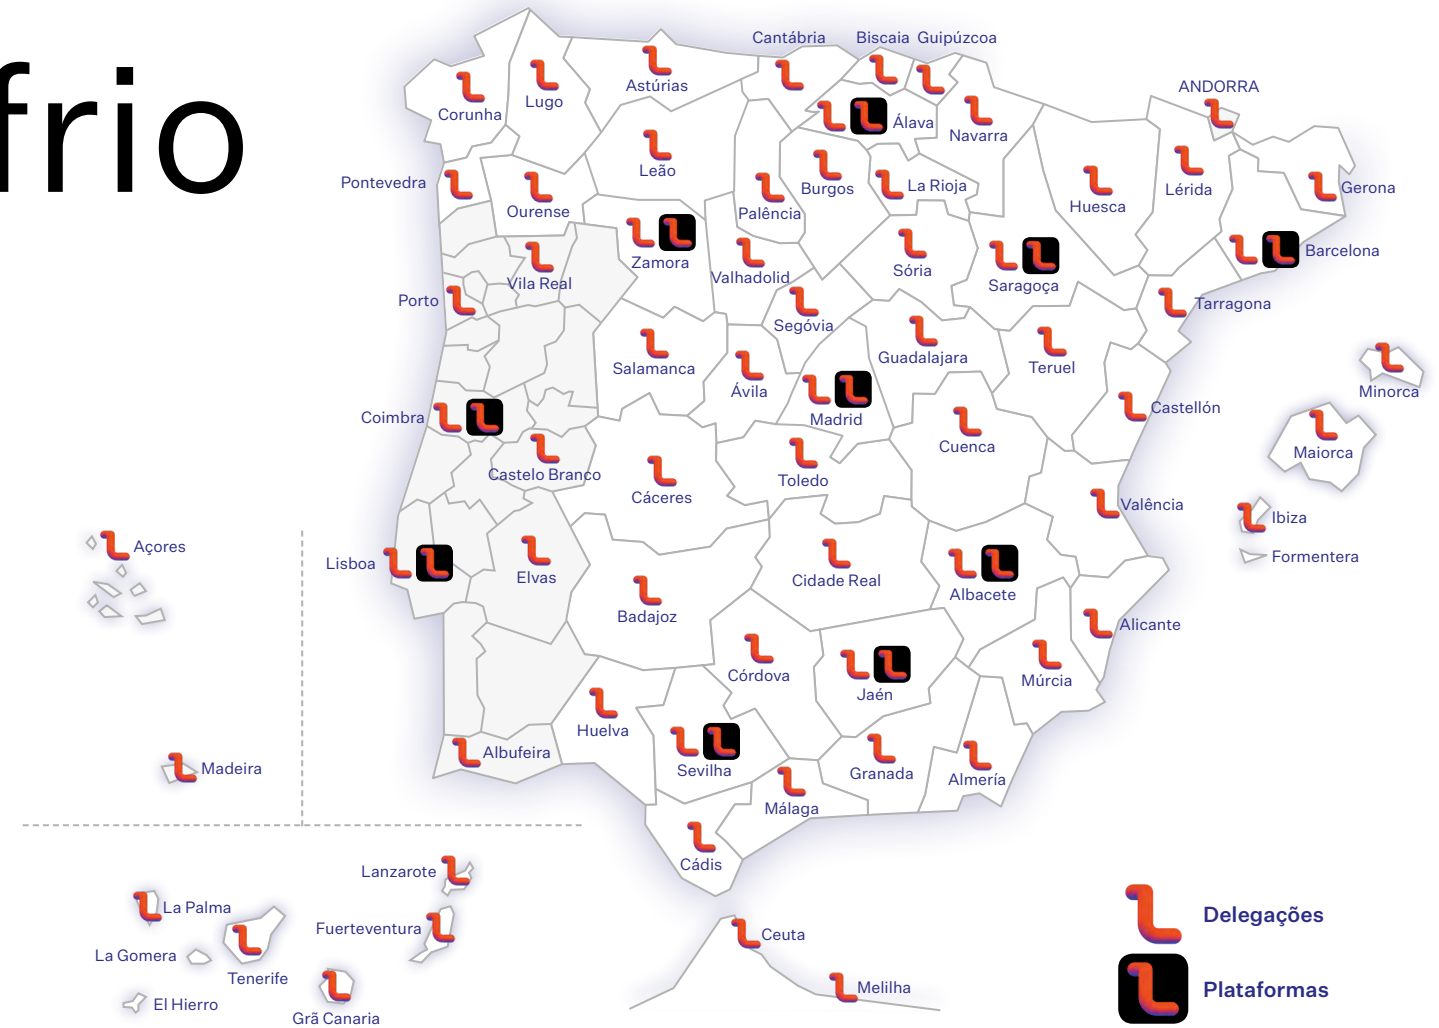 frio
Cantábria
Biscaia
Guipúzcoa
Astúrias
Lugo
Corunha
ANDORRA
Álava
Navarra
Leão
Pontevedra
Ourense
Palência
Burgos
La Rioja
Huesca
Lérida
Gerona
Zamora
Vila Real
Valhadolid
Sória
Saragoça
Barcelona
Porto
Segóvia
Tarragona
Salamanca
Ávila
Guadalajara
Teruel
Minorca
Coimbra
Madrid
Castellón
Maiorca
Castelo Branco
Cáceres
Toledo
Cuenca
Valência
Ibiza
Formentera
Açores
Lisboa
Elvas
Badajoz
Cidade Real
Albacete
Alicante
Córdova
Jaén
Múrcia
Huelva
Sevilha
Granada
Almería
Albufeira
Madeira
Málaga
Cádis
Lanzarote
La Palma
Fuerteventura
La Gomera
Tenerife
El Hierro
Grã Canaria
Ceuta
Melilha
Delegações
Plataformas